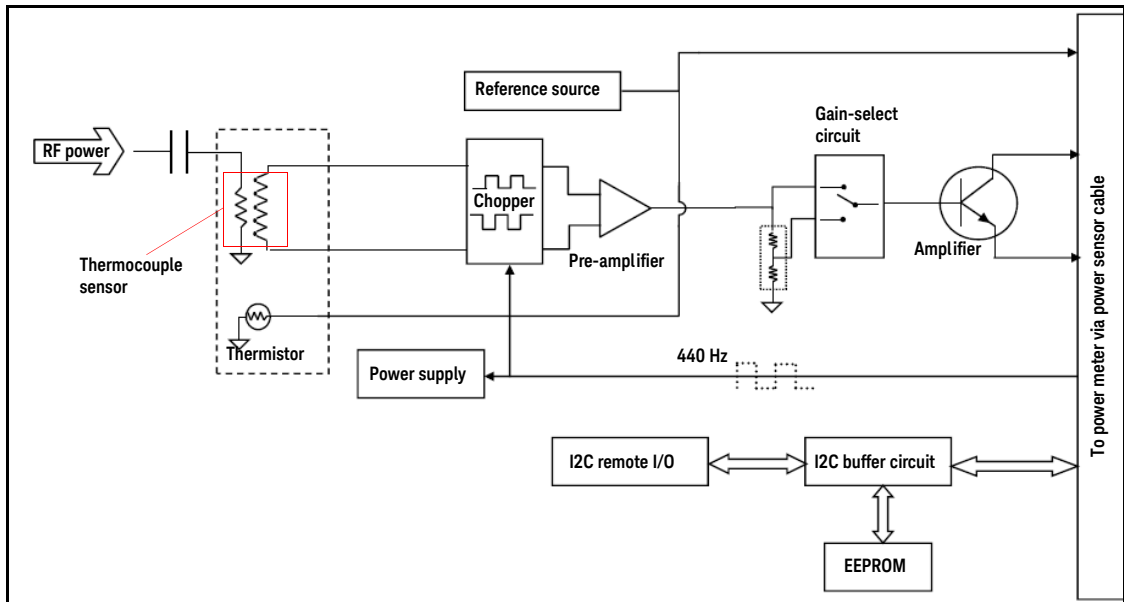 Reference source
Gain-select
circuit
RF power
Chopper
Pre-amplifier
Amplifier
Thermocouple
sensor
Thermistor
Power supply
440 Hz
I2C remote I/O
I2C buffer circuit
EEPROM
To power meter via power sensor cable